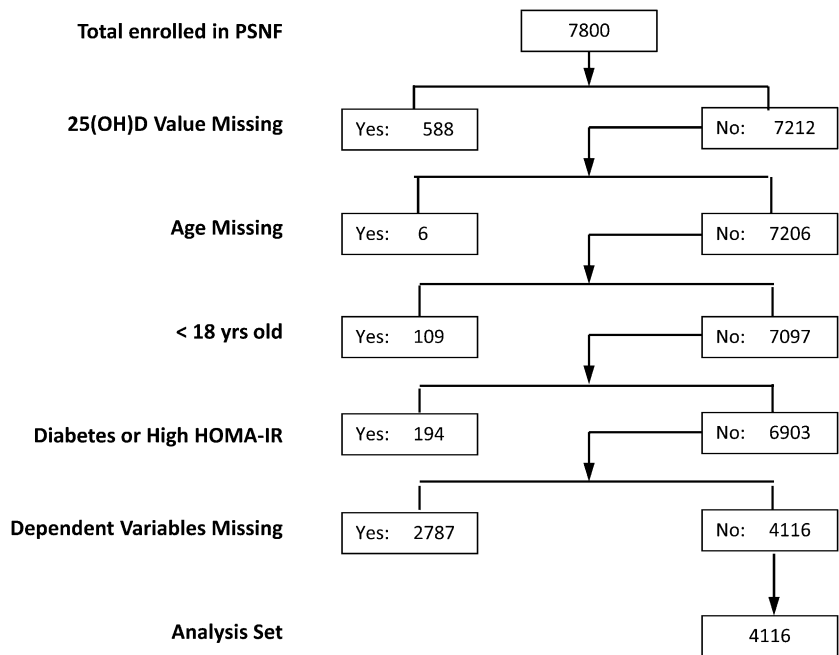 Total enrolled in PSNF 7800
25(OH)D Value Missing Yes: 588 No: 7212
Age Missing Yes: 6 No: 7206
< 18 yrs old Yes: 109 No: 7097
Diabetes or High HOMA-IR Yes: 194 No: 6903
Dependent Variables Missing Yes: 2787 No: 4116
Analysis Set 4116